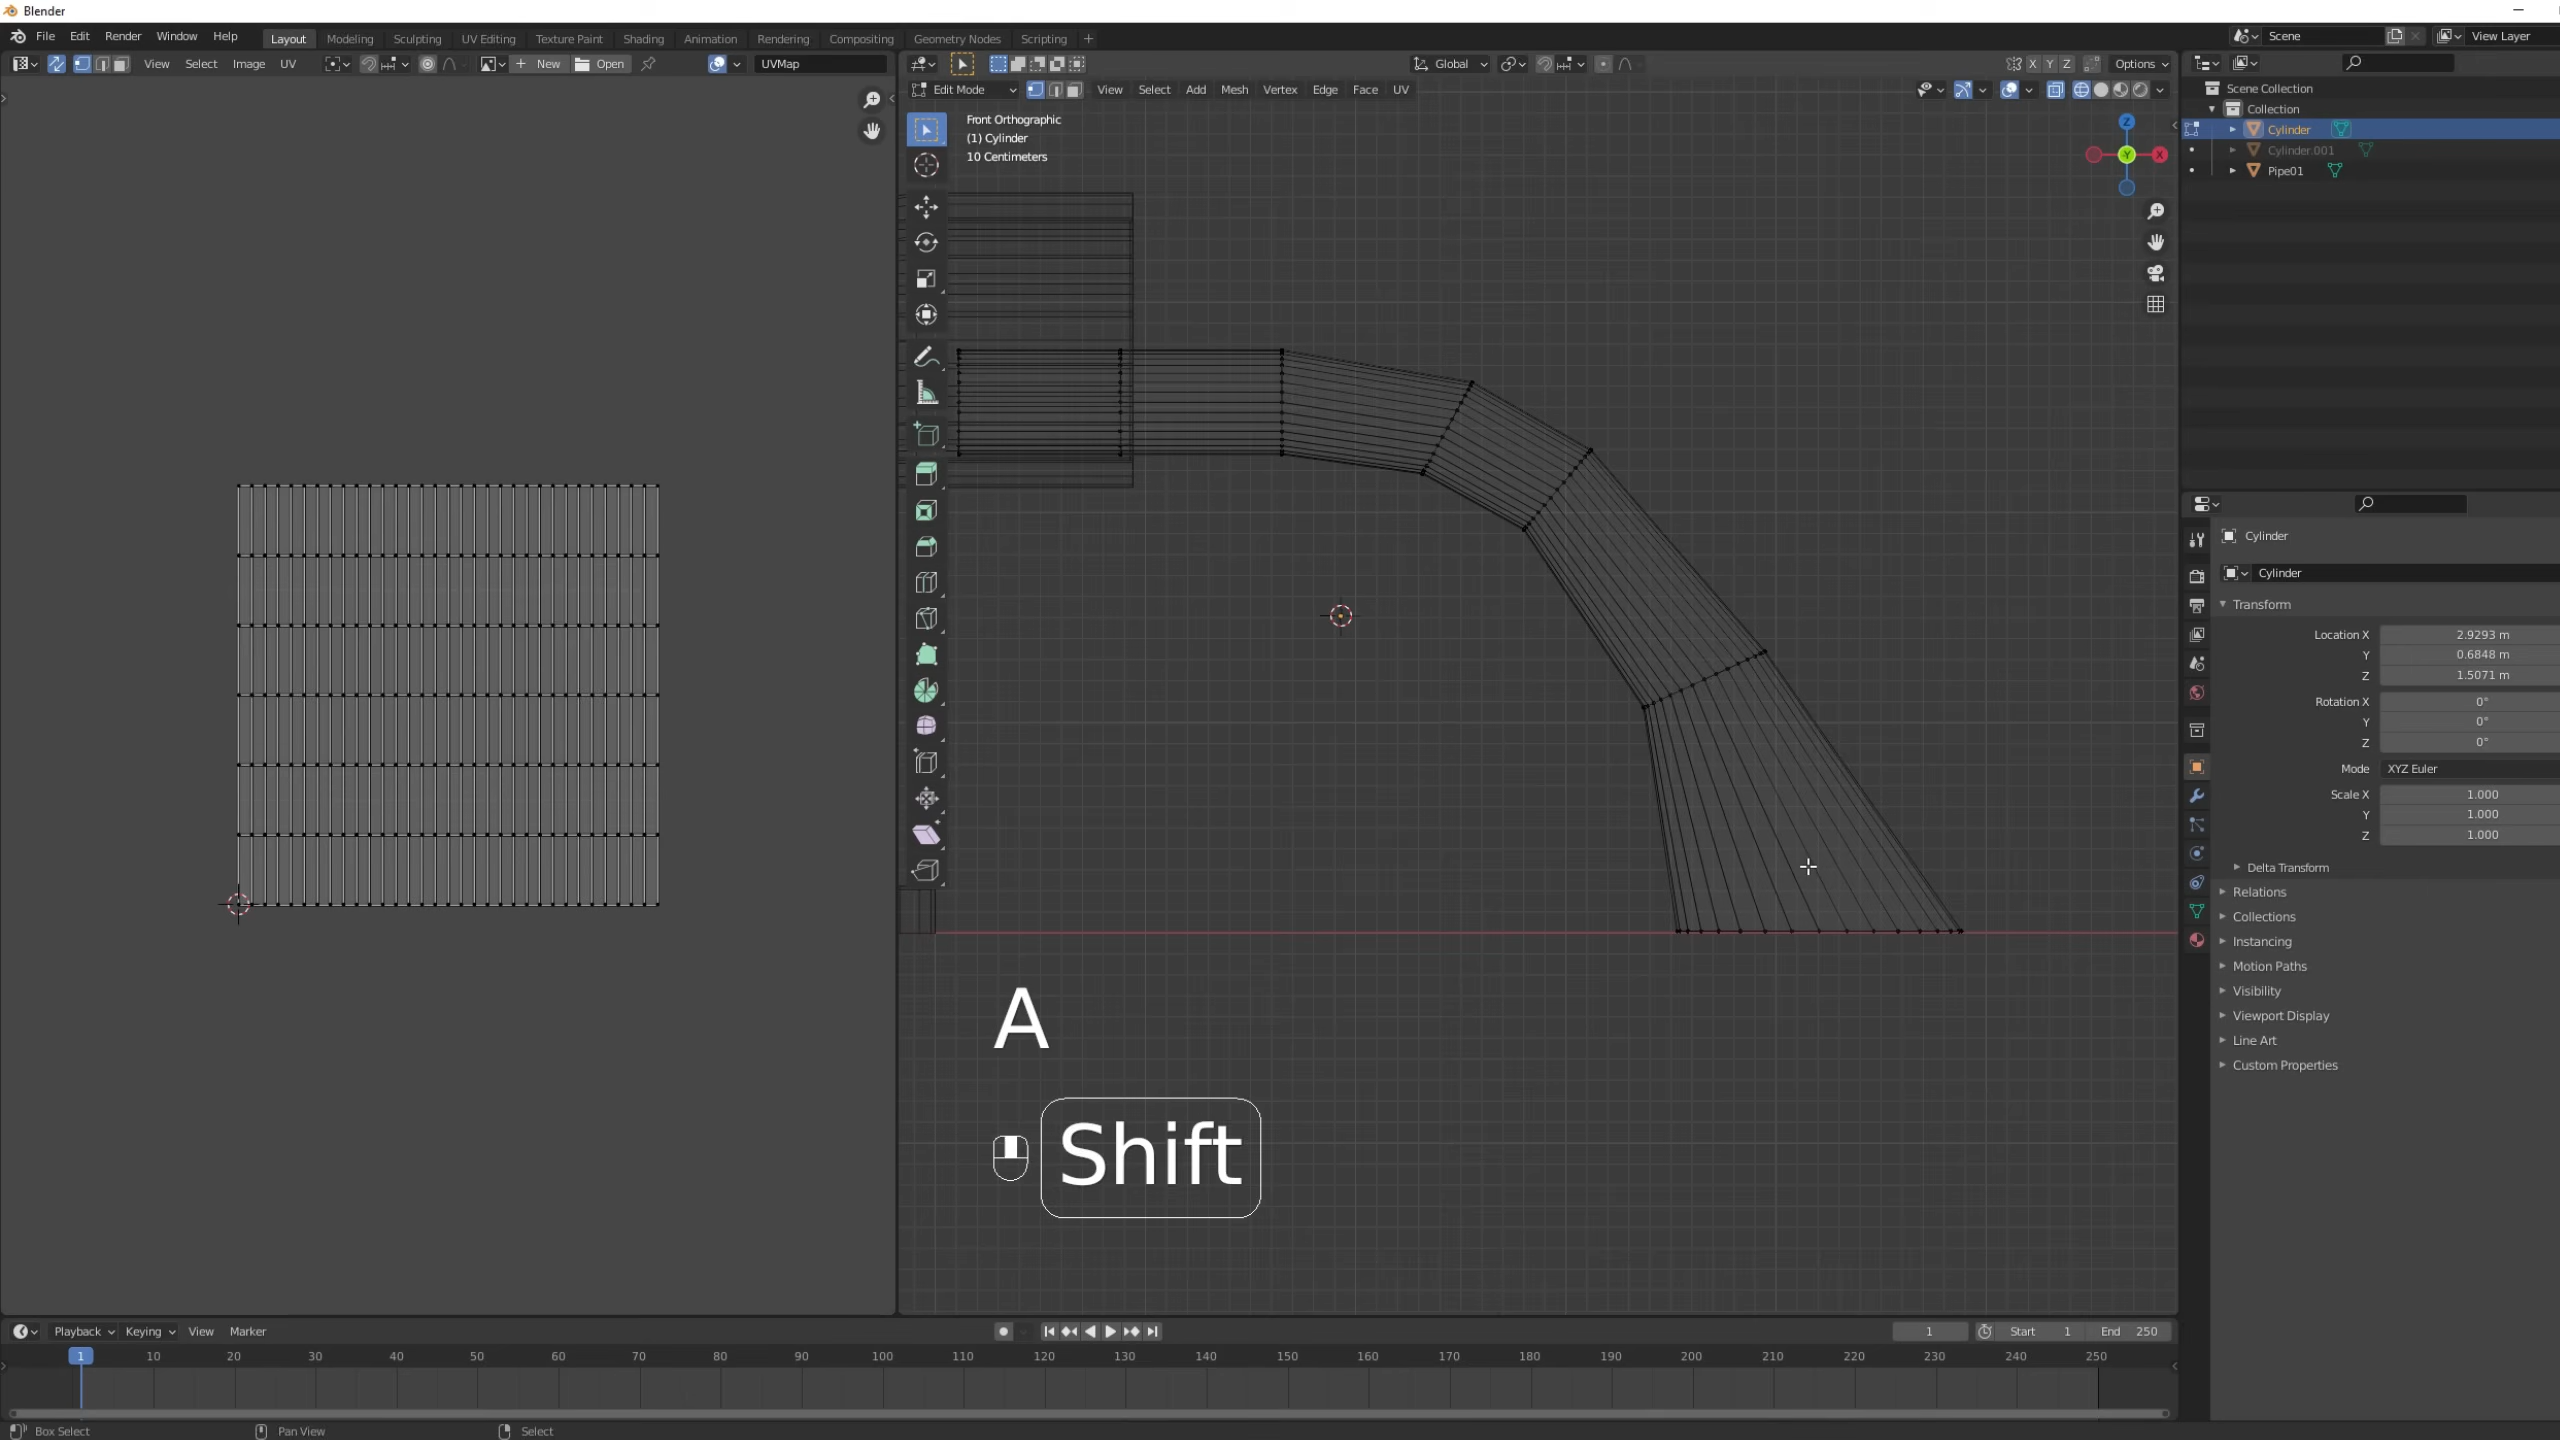 Blender
File Edit Render Window Help Layout Modeling Sculpting UV Editing Texture Paint Shading Animation Rendering Compositing Geometry Nodes Scripting + Scene View Layer
View Select Image UV New Open UVMap Global X Y Z Options
Edit Mode View Select Add Mesh Vertex Edge Face UV Scene Collection
Collection
Front Orthographic
(1) Cylinder
10 Centimeters
Z
Y
X
Cylinder
Cylinder.001
Pipe01
Cylinder
Cylinder
Transform
Location X 2.9293 m
Y 0.6848 m
Z 1.5071 m
Rotation X 0°
Y 0°
Z 0°
Mode XYZ Euler
Scale X 1.000
Y 1.000
Z 1.000
Delta Transform
Relations
Collections
Instancing
Motion Paths
Visibility
Viewport Display
Line Art
Custom Properties
A
Shift
Playback Keying View Marker 1 Start 1 End 250
1 10 20 30 40 50 60 70 80 90 100 110 120 130 140 150 160 170 180 190 200 210 220 230 240 250
Box Select Pan View Select